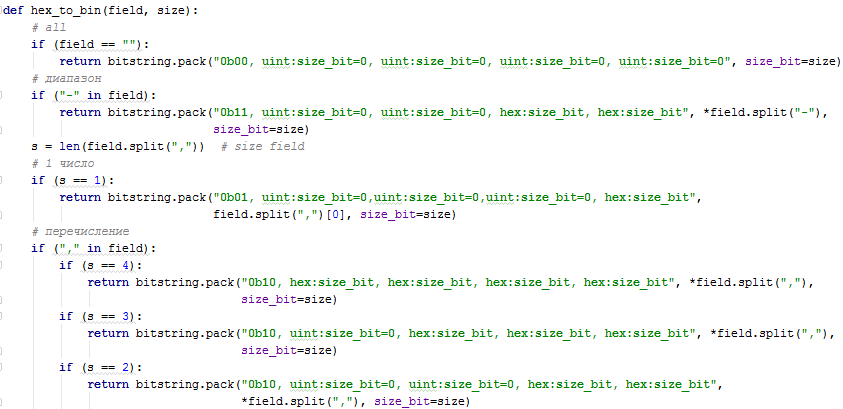 def hex_to_bin(field, size):
    # all
    if (field == ""):
        return bitstring.pack("0b00, uint:size_bit=0, uint:size_bit=0, uint:size_bit=0, uint:size_bit=0", size_bit=size)
    # диапазон
    if ("-" in field):
        return bitstring.pack("0b11, uint:size_bit=0, uint:size_bit=0, hex:size_bit, hex:size_bit", *field.split("-"),
                              size_bit=size)
    s = len(field.split(","))  # size field
    # 1 число
    if (s == 1):
        return bitstring.pack("0b01, uint:size_bit=0,uint:size_bit=0,uint:size_bit=0, hex:size_bit",
                              field.split(",")[0], size_bit=size)
    # перечисление
    if ("," in field):
        if (s == 4):
            return bitstring.pack("0b10, hex:size_bit, hex:size_bit, hex:size_bit, hex:size_bit", *field.split(","),
                                  size_bit=size)
        if (s == 3):
            return bitstring.pack("0b10, uint:size_bit=0, hex:size_bit, hex:size_bit, hex:size_bit", *field.split(","),
                                  size_bit=size)
        if (s == 2):
            return bitstring.pack("0b10, uint:size_bit=0, uint:size_bit=0, hex:size_bit, hex:size_bit",
                                  *field.split(","), size_bit=size)